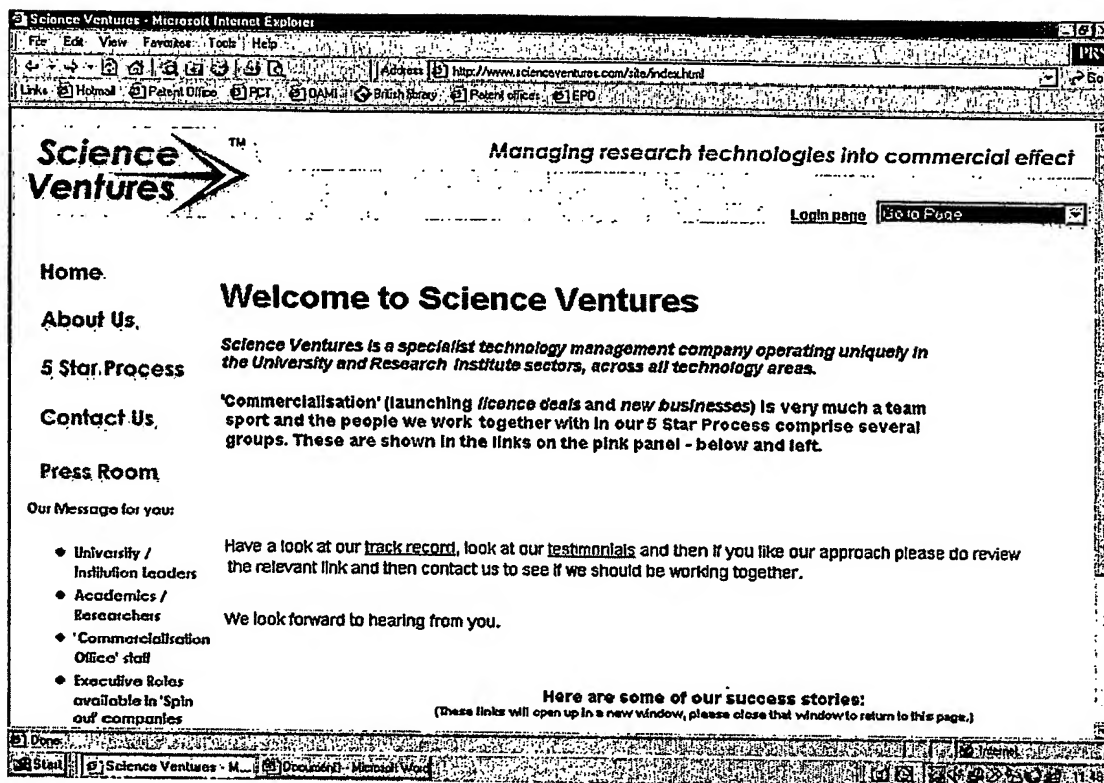 Science Ventures - Microsoft Internet Explorer
File Edit View Favorites Tools Help
Address http://www.scienceventures.com/site/index.html Go
Links Hotmail Patent Office PCT OAMI British library Patent offices EPO
Science Ventures TM
Managing research technologies into commercial effect
Login page Go to Page
Home
About Us
5 Star Process
Contact Us
Press Room
Our Message for you:
University /
Institution Leaders
Academics /
Researchers
'Commercialisation
Office' staff
Executive Roles
available in 'Spin
out' companies
Welcome to Science Ventures
Science Ventures is a specialist technology management company operating uniquely in
the University and Research Institute sectors, across all technology areas.
'Commercialisation' (launching licence deals and new businesses) is very much a team
sport and the people we work together with in our 5 Star Process comprise several
groups. These are shown in the links on the pink panel - below and left.
Have a look at our track record, look at our testimonials and then if you like our approach please do review
the relevant link and then contact us to see if we should be working together.
We look forward to hearing from you.
Here are some of our success stories:
(These links will open up in a new window, please close that window to return to this page.)
Done Internet
Start Science Ventures - M... Document1 - Microsoft Word